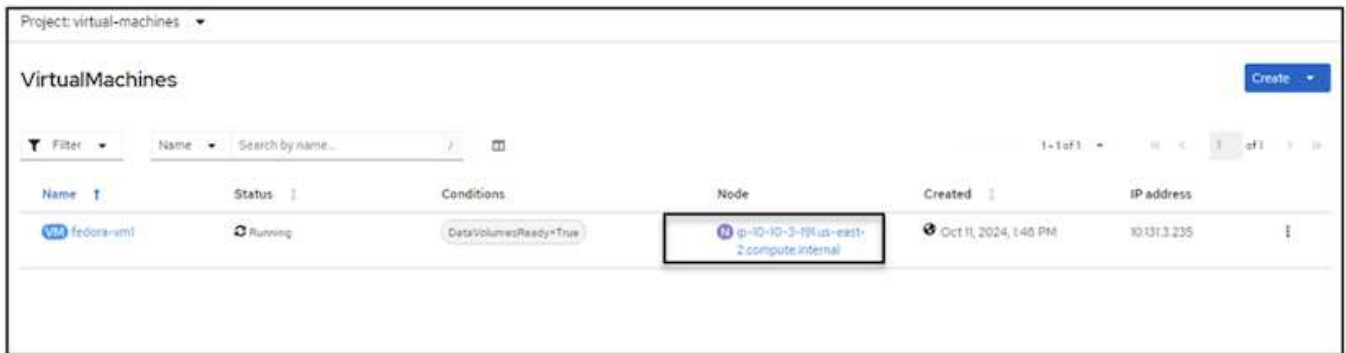 Project: virtual-machines
VirtualMachines
Create
Filter
Name
Search by name...
/
1-1 of 1
1 of 1
Name Status Conditions Node Created IP address
VM fedora-vm1 Running DataVolumesReady=True N ip-10-10-3-191.us-east- Oct 11, 2024, 1:48 PM 10.131.3.235
2.compute.internal